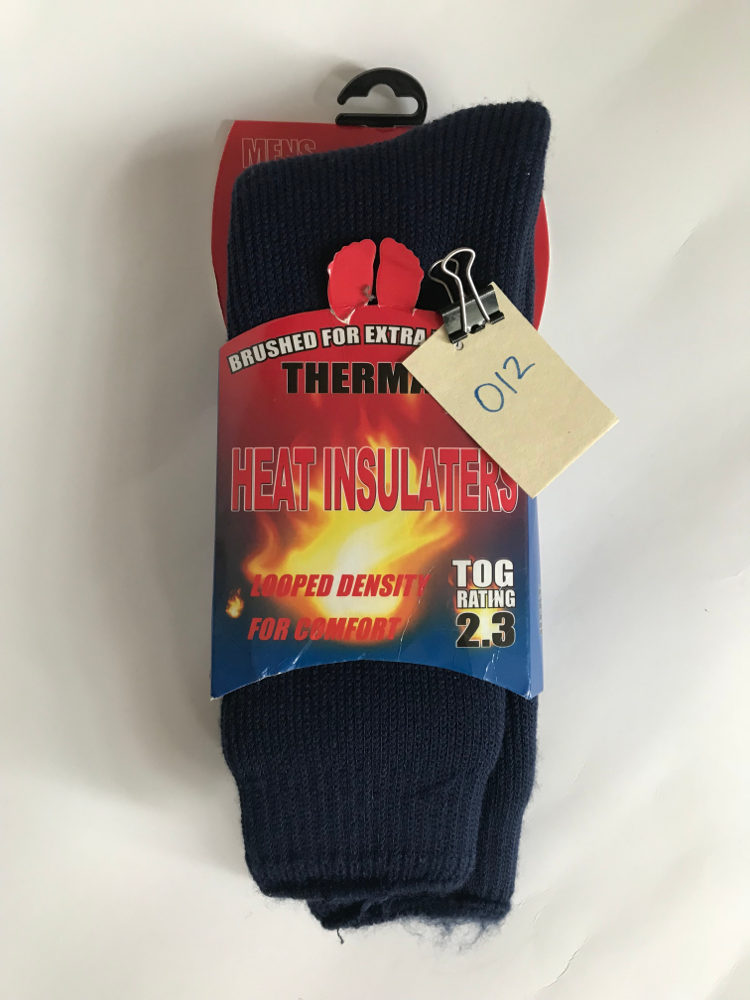 MENS
BRUSHED FOR EXTRA
THERMA
012
HEAT INSULATERS
LOOPED DENSITY
FOR COMFORT
TOG
RATING
2.3